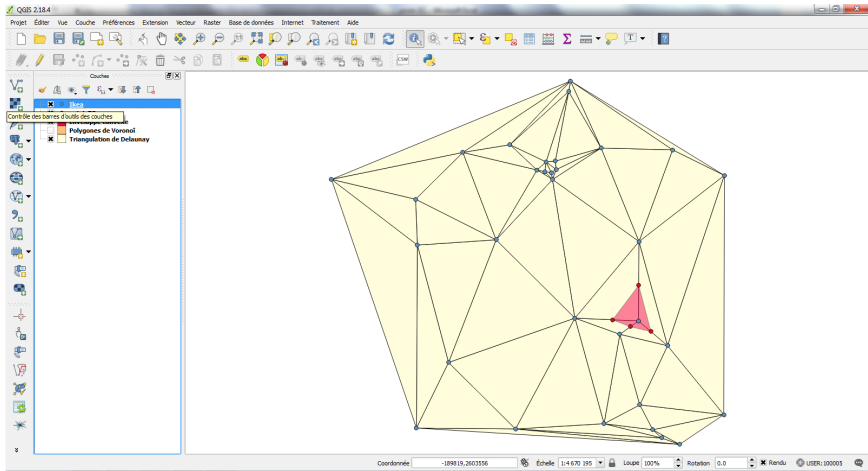 QGIS 2.18.4
Projet Éditer Vue Couche Préférences Extension Vecteur Raster Base de données Internet Traitement Aide
Couches
Ikea
Contrôle des barres d'outils des couches
Polygones de Voronoï
Triangulation de Delaunay
Coordonnée -189819,2603556 Échelle 1:4 670 195 Loupe 100% Rotation 0.0 Rendu USER:100005